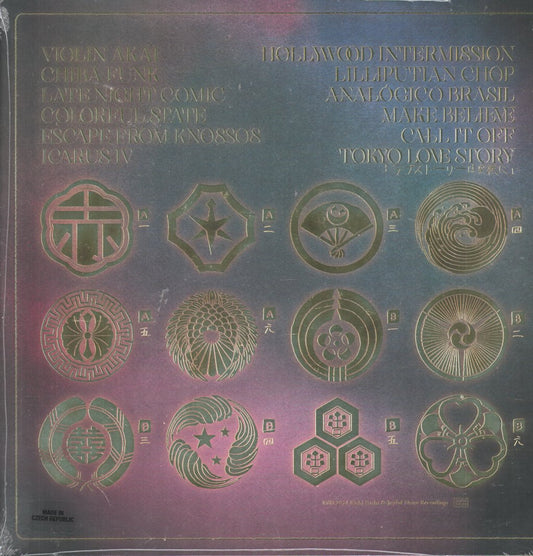 VIOLIN AKAI
CHIBA FUNK
LATE NIGHT COMIC
COLORFUL STATE
ESCAPE FROM KNOSSOS
ICARUS IV
HOLLYWOOD INTERMISSION
LILLIPUTIAN CHOP
ANALÓGICO BRASIL
MAKE BELIEVE
CALL IT OFF
TOKYO LOVE STORY
A 一
A 二
A 三
A 四
A 五
A 六
B 一
B 二
B 三
B 四
B 五
B 六
MADE IN
CZECH REPUBLIC